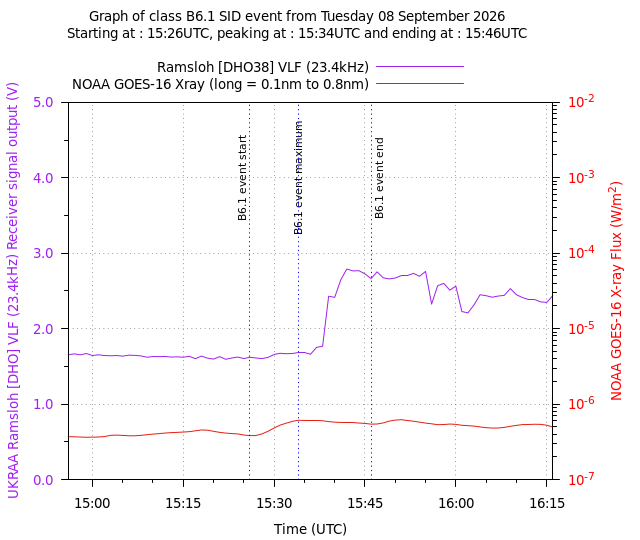 Graph of class B6.1 SID event from Tuesday 08 September 2026
Starting at : 15:26UTC, peaking at : 15:34UTC and ending at : 15:46UTC
Ramsloh [DHO38] VLF (23.4kHz)
NOAA GOES-16 Xray (long = 0.1nm to 0.8nm)
UKRAA Ramsloh [DHO] VLF (23.4kHz) Receiver signal output (V)
5.0
4.0
3.0
2.0
1.0
0.0
B6.1 event start
B6.1 event maximum
B6.1 event end
10-2
10-3
10-4
10-5
10-6
10-7
NOAA GOES-16 X-ray Flux (W/m2)
15:00 15:15 15:30 15:45 16:00 16:15
Time (UTC)